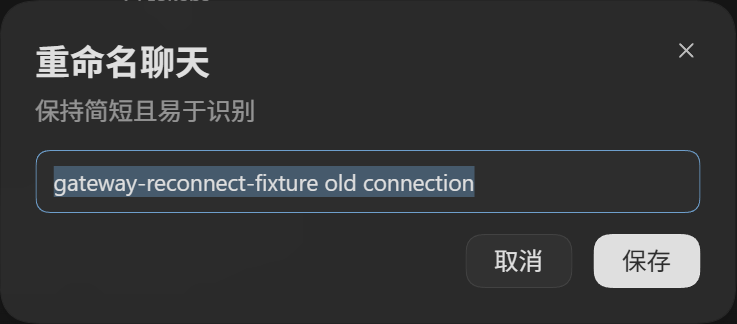 重命名聊天
保持简短且易于识别
gateway-reconnect-fixture old connection
取消
保存